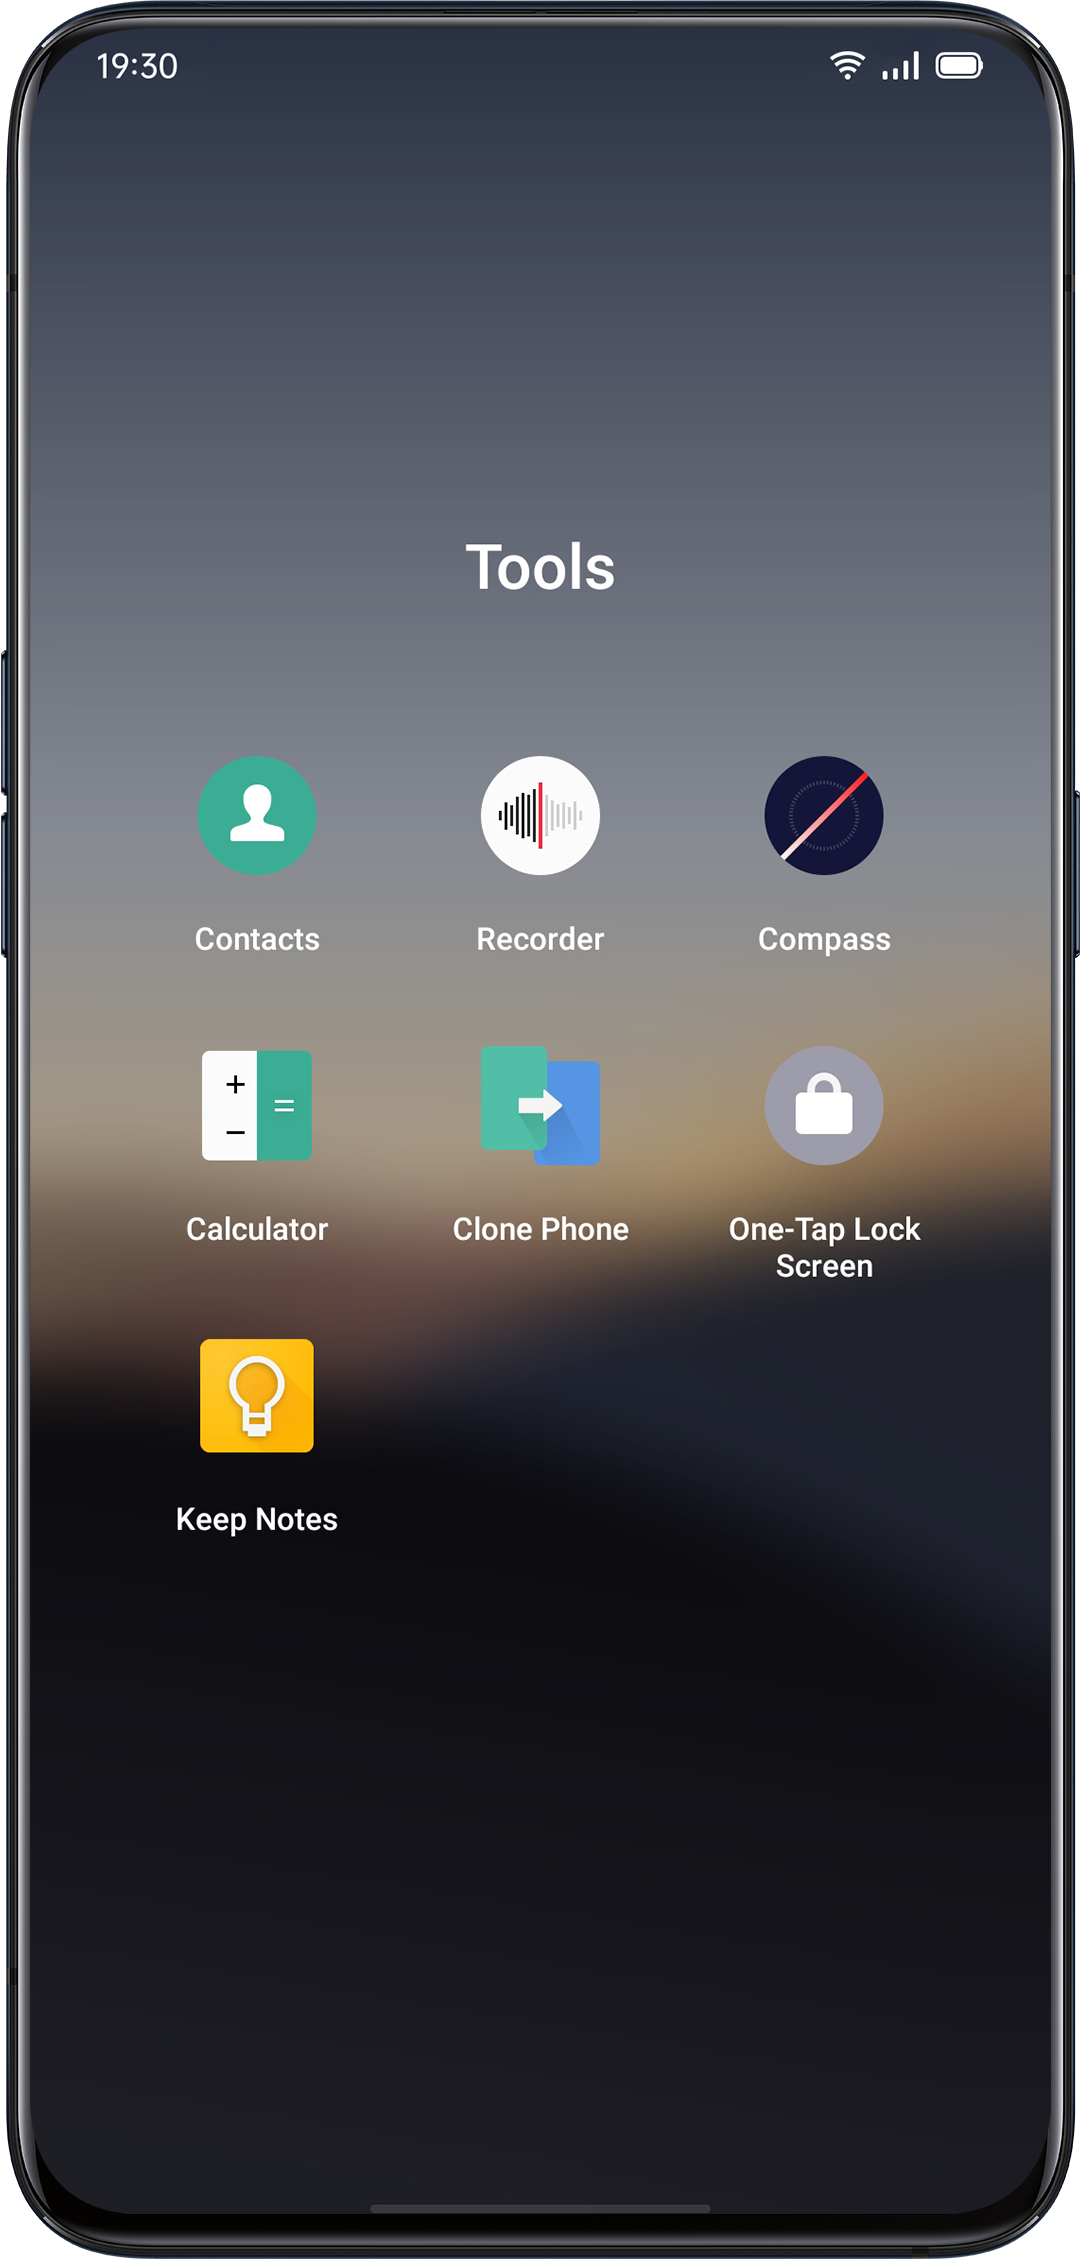 19:30
Tools
Contacts
Recorder
Compass
Calculator
Clone Phone
One-Tap Lock
Screen
Keep Notes